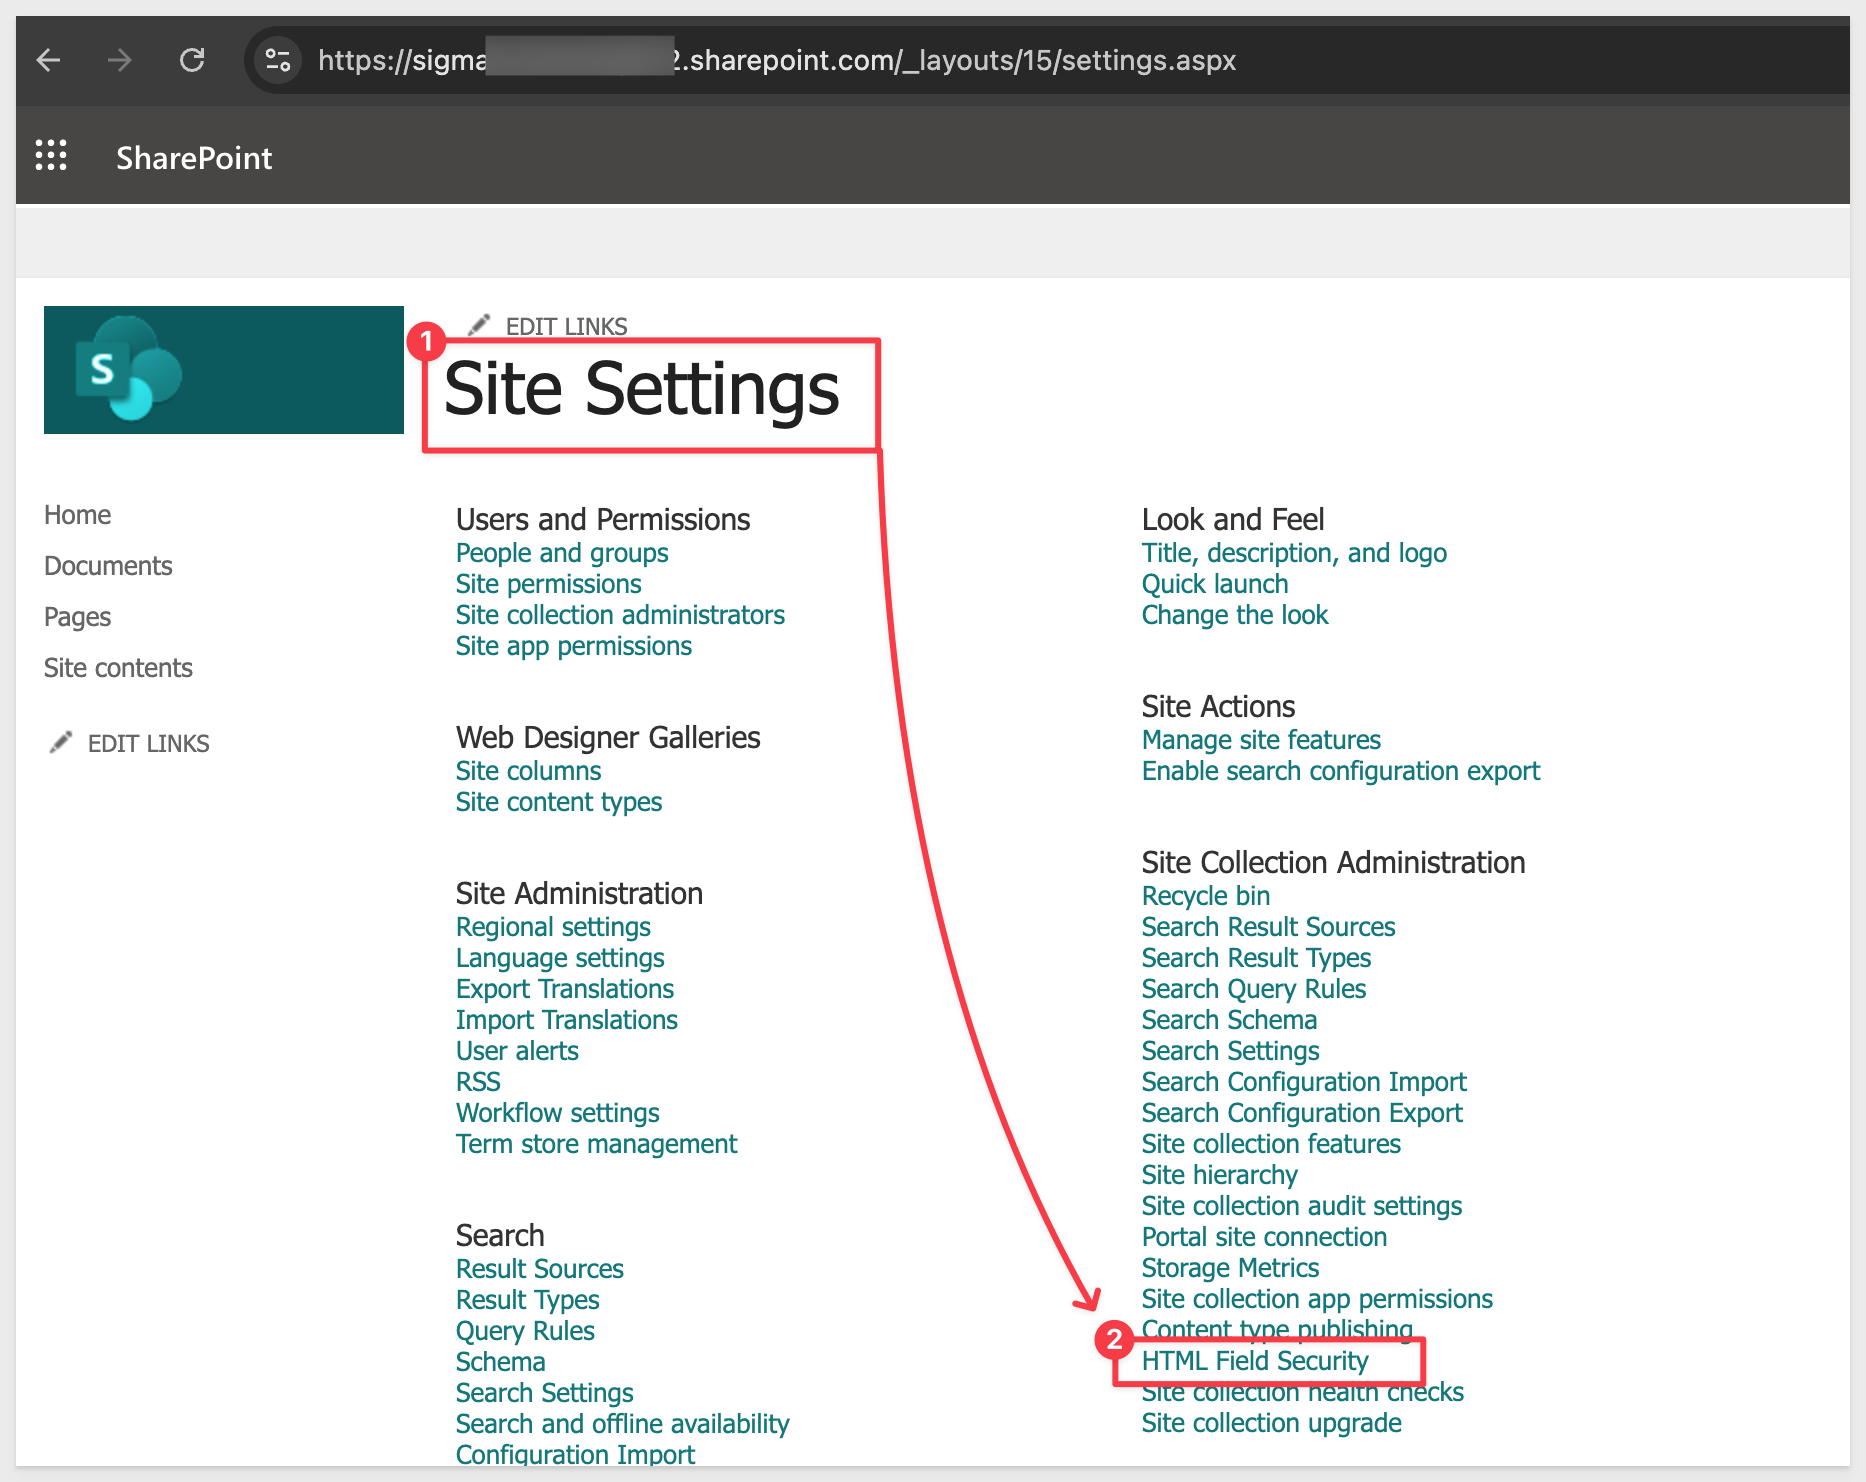 https://sigma 2.sharepoint.com/_layouts/15/settings.aspx
SharePoint
S
EDIT LINKS
1
Site Settings
Home
Documents
Pages
Site contents
EDIT LINKS
Users and Permissions
People and groups
Site permissions
Site collection administrators
Site app permissions
Web Designer Galleries
Site columns
Site content types
Site Administration
Regional settings
Language settings
Export Translations
Import Translations
User alerts
RSS
Workflow settings
Term store management
Search
Result Sources
Result Types
Query Rules
Schema
Search Settings
Search and offline availability
Configuration Import
Look and Feel
Title, description, and logo
Quick launch
Change the look
Site Actions
Manage site features
Enable search configuration export
Site Collection Administration
Recycle bin
Search Result Sources
Search Result Types
Search Query Rules
Search Schema
Search Settings
Search Configuration Import
Search Configuration Export
Site collection features
Site hierarchy
Site collection audit settings
Portal site connection
Storage Metrics
Site collection app permissions
Content type publishing
2
HTML Field Security
Site collection health checks
Site collection upgrade